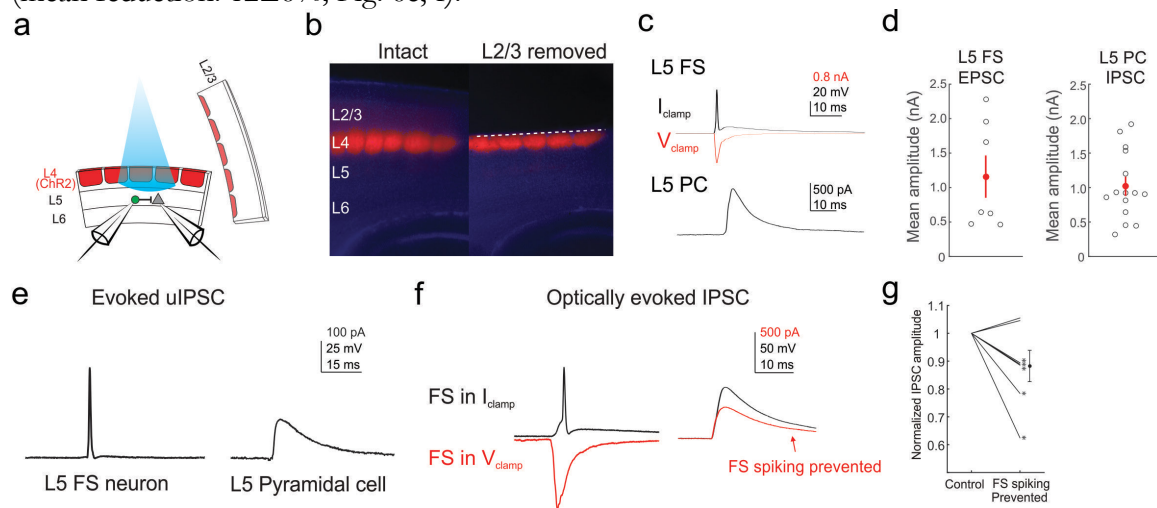 (mean reduction: 12±6%, Fig. 6e, f).
a
L2/3
L4
(ChR2)
L5
L6
b
Intact
L2/3 removed
L2/3
L4
L5
L6
c
L5 FS
0.8 nA
20 mV
10 ms
Iclamp
Vclamp
L5 PC
500 pA
10 ms
d
L5 FS
EPSC
Mean amplitude (nA)
2.5
2.0
1.5
1.0
0.5
0
L5 PC
IPSC
Mean amplitude (nA)
2.5
2.0
1.5
1.0
0.5
0
e
Evoked uIPSC
100 pA
25 mV
15 ms
L5 FS neuron
L5 Pyramidal cell
f
Optically evoked IPSC
500 pA
50 mV
10 ms
FS in Iclamp
FS in Vclamp
FS spiking prevented
g
Normalized IPSC amplitude
1.1
1
0.9
0.8
0.7
0.6
Control
FS spiking
Prevented